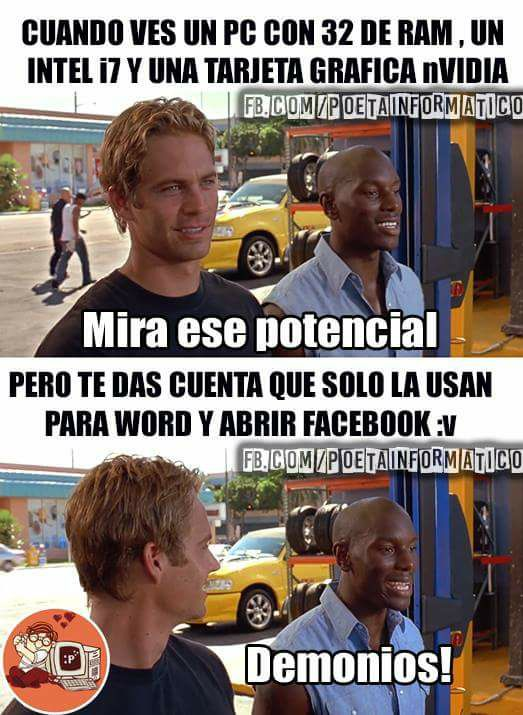 CUANDO VES UN PC CON 32 DE RAM , UN
INTEL i7 Y UNA TARJETA GRAFICA nVIDIA
FB.COM/POETAINFORMATICO
Mira ese potencial
PERO TE DAS CUENTA QUE SOLO LA USAN
PARA WORD Y ABRIR FACEBOOK :v
FB.COM/POETAINFORMATICO
Demonios!
:P